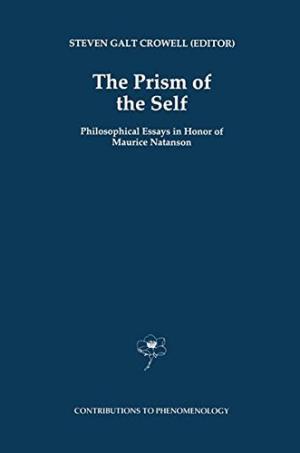 STEVEN GALT CROWELL (EDITOR)
The Prism of
the Self
Philosophical Essays in Honor of
Maurice Natanson
CONTRIBUTIONS TO PHENOMENOLOGY